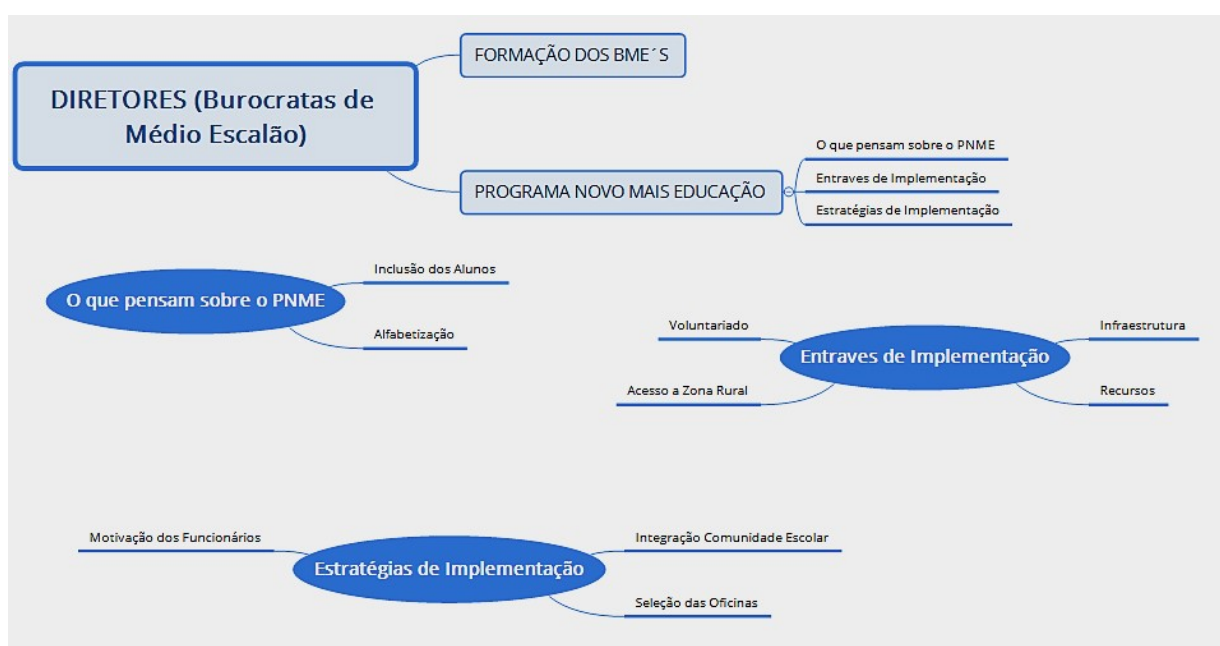 FORMAÇÃO DOS BME´S
DIRETORES (Burocratas de
Médio Escalão)
PROGRAMA NOVO MAIS EDUCAÇÃO
O que pensam sobre o PNME
Entraves de Implementação
Estratégias de Implementação
O que pensam sobre o PNME
Inclusão dos Alunos
Alfabetização
Entraves de Implementação
Voluntariado
Acesso a Zona Rural
Infraestrutura
Recursos
Estratégias de Implementação
Motivação dos Funcionários
Integração Comunidade Escolar
Seleção das Oficinas